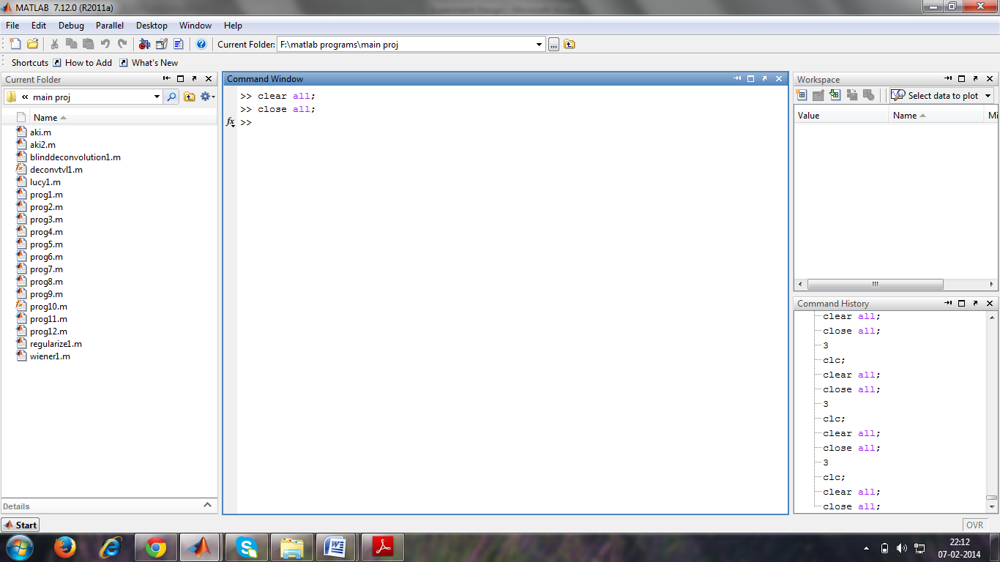 MATLAB 7.12.0 (R2011a)
File Edit Debug Parallel Desktop Window Help
Current Folder: F:\matlab programs\main proj
...
Shortcuts How to Add What's New
Current Folder
« main proj
Name
aki.m
aki2.m
blinddeconvolution1.m
deconvtvl1.m
lucy1.m
prog1.m
prog2.m
prog3.m
prog4.m
prog5.m
prog6.m
prog7.m
prog8.m
prog9.m
prog10.m
prog11.m
prog12.m
regularize1.m
wiener1.m
Details
Command Window
>> clear all;
>> close all;
fx >>
Workspace
Select data to plot
Value Name Mi
Command History
clear all;
close all;
3
clc;
clear all;
close all;
3
clc;
clear all;
close all;
3
clc;
clear all;
close all;
Start
OVR
22:12
07-02-2014